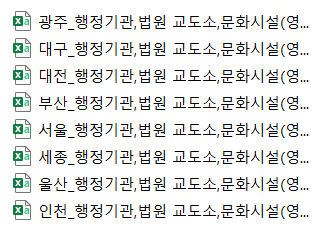 광주_행정기관,법원 교도소,문화시설(영...
대구_행정기관,법원 교도소,문화시설(영...
대전_행정기관,법원 교도소,문화시설(영...
부산_행정기관,법원 교도소,문화시설(영...
서울_행정기관,법원 교도소,문화시설(영...
세종_행정기관,법원 교도소,문화시설(영...
울산_행정기관,법원 교도소,문화시설(영...
인천_행정기관,법원 교도소,문화시설(영...